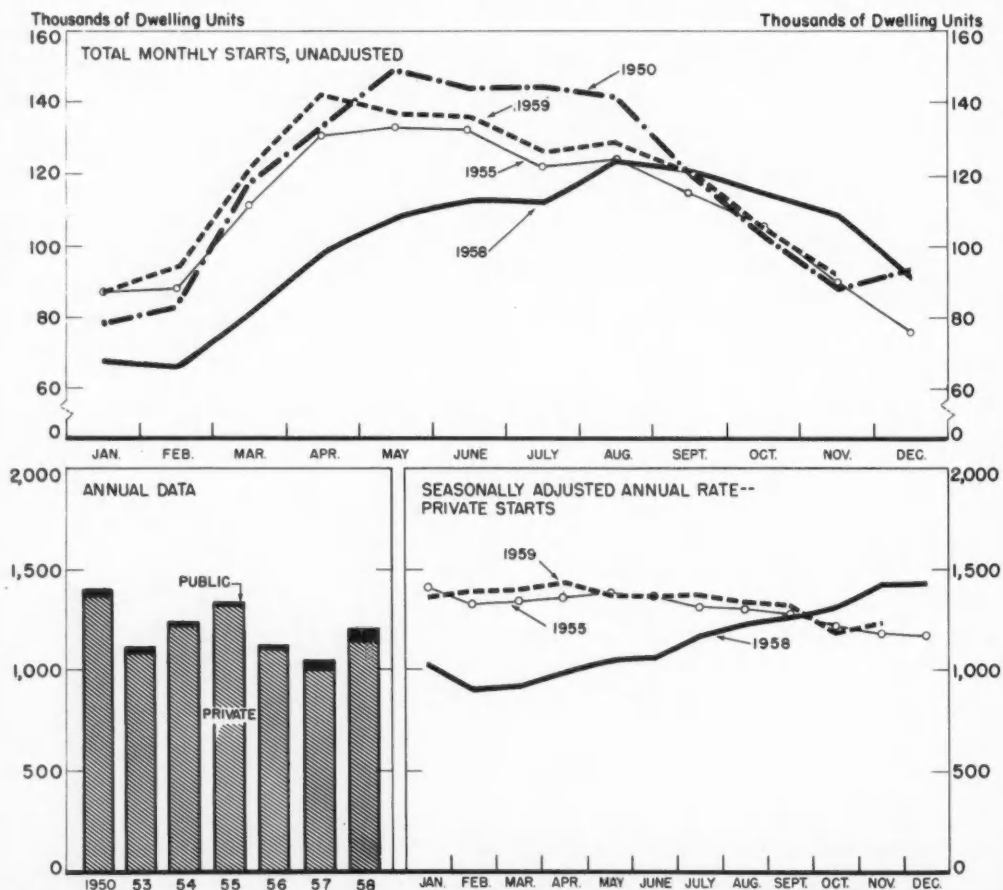 Thousands of Dwelling Units Thousands of Dwelling Units
160 160
TOTAL MONTHLY STARTS, UNADJUSTED
1950
140 1959 140
120 1955 120
1958
100 100
80 80
60 60
0 0
JAN. FEB. MAR. APR. MAY JUNE JULY AUG. SEPT. OCT. NOV. DEC.
2,000 2,000
ANNUAL DATA
SEASONALLY ADJUSTED ANNUAL RATE--
PRIVATE STARTS
1959
1,500 1,500
PUBLIC
1955
1958
1,000 1,000
PRIVATE
500 500
0 0
1950 53 54 55 56 57 58
JAN. FEB. MAR. APR. MAY JUNE JULY AUG. SEPT. OCT. NOV. DEC.